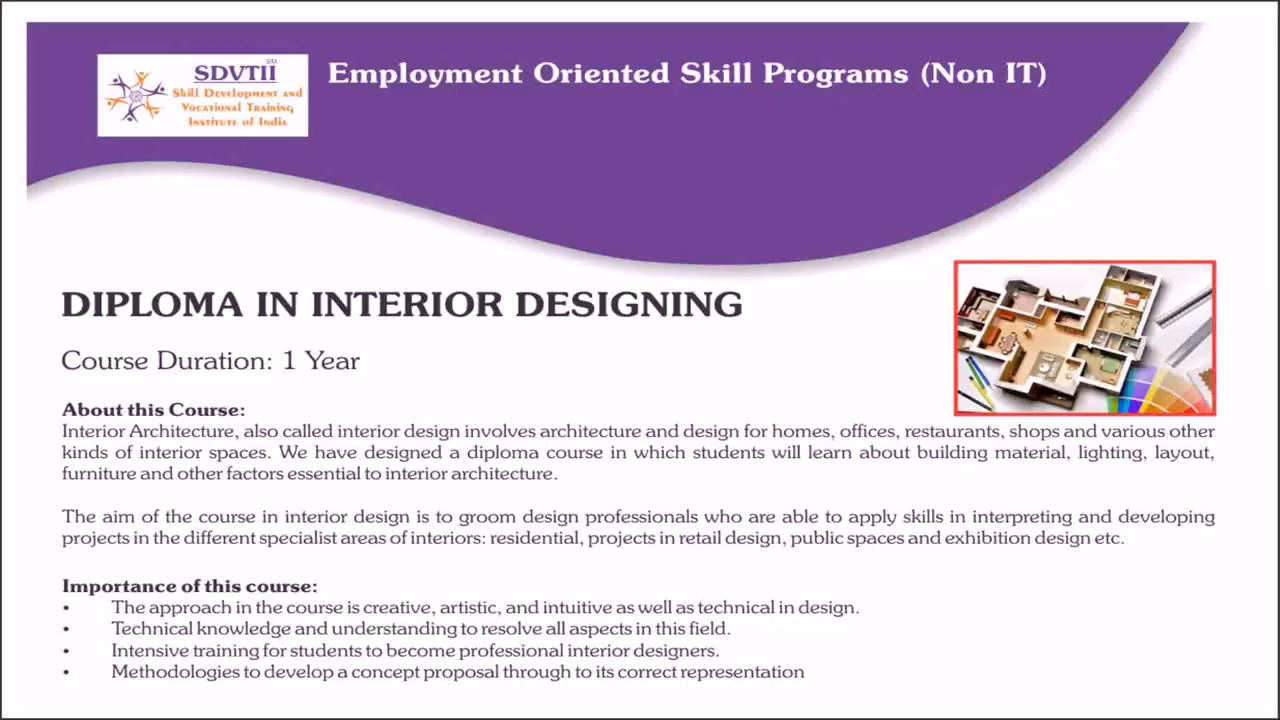 SDVTII SM
Skill Development and
Vocational Training
Institute of India
Employment Oriented Skill Programs (Non IT)
DIPLOMA IN INTERIOR DESIGNING
Course Duration: 1 Year
About this Course:
Interior Architecture, also called interior design involves architecture and design for homes, offices, restaurants, shops and various other
kinds of interior spaces. We have designed a diploma course in which students will learn about building material, lighting, layout,
furniture and other factors essential to interior architecture.
The aim of the course in interior design is to groom design professionals who are able to apply skills in interpreting and developing
projects in the different specialist areas of interiors: residential, projects in retail design, public spaces and exhibition design etc.
Importance of this course:
• The approach in the course is creative, artistic, and intuitive as well as technical in design.
• Technical knowledge and understanding to resolve all aspects in this field.
• Intensive training for students to become professional interior designers.
• Methodologies to develop a concept proposal through to its correct representation